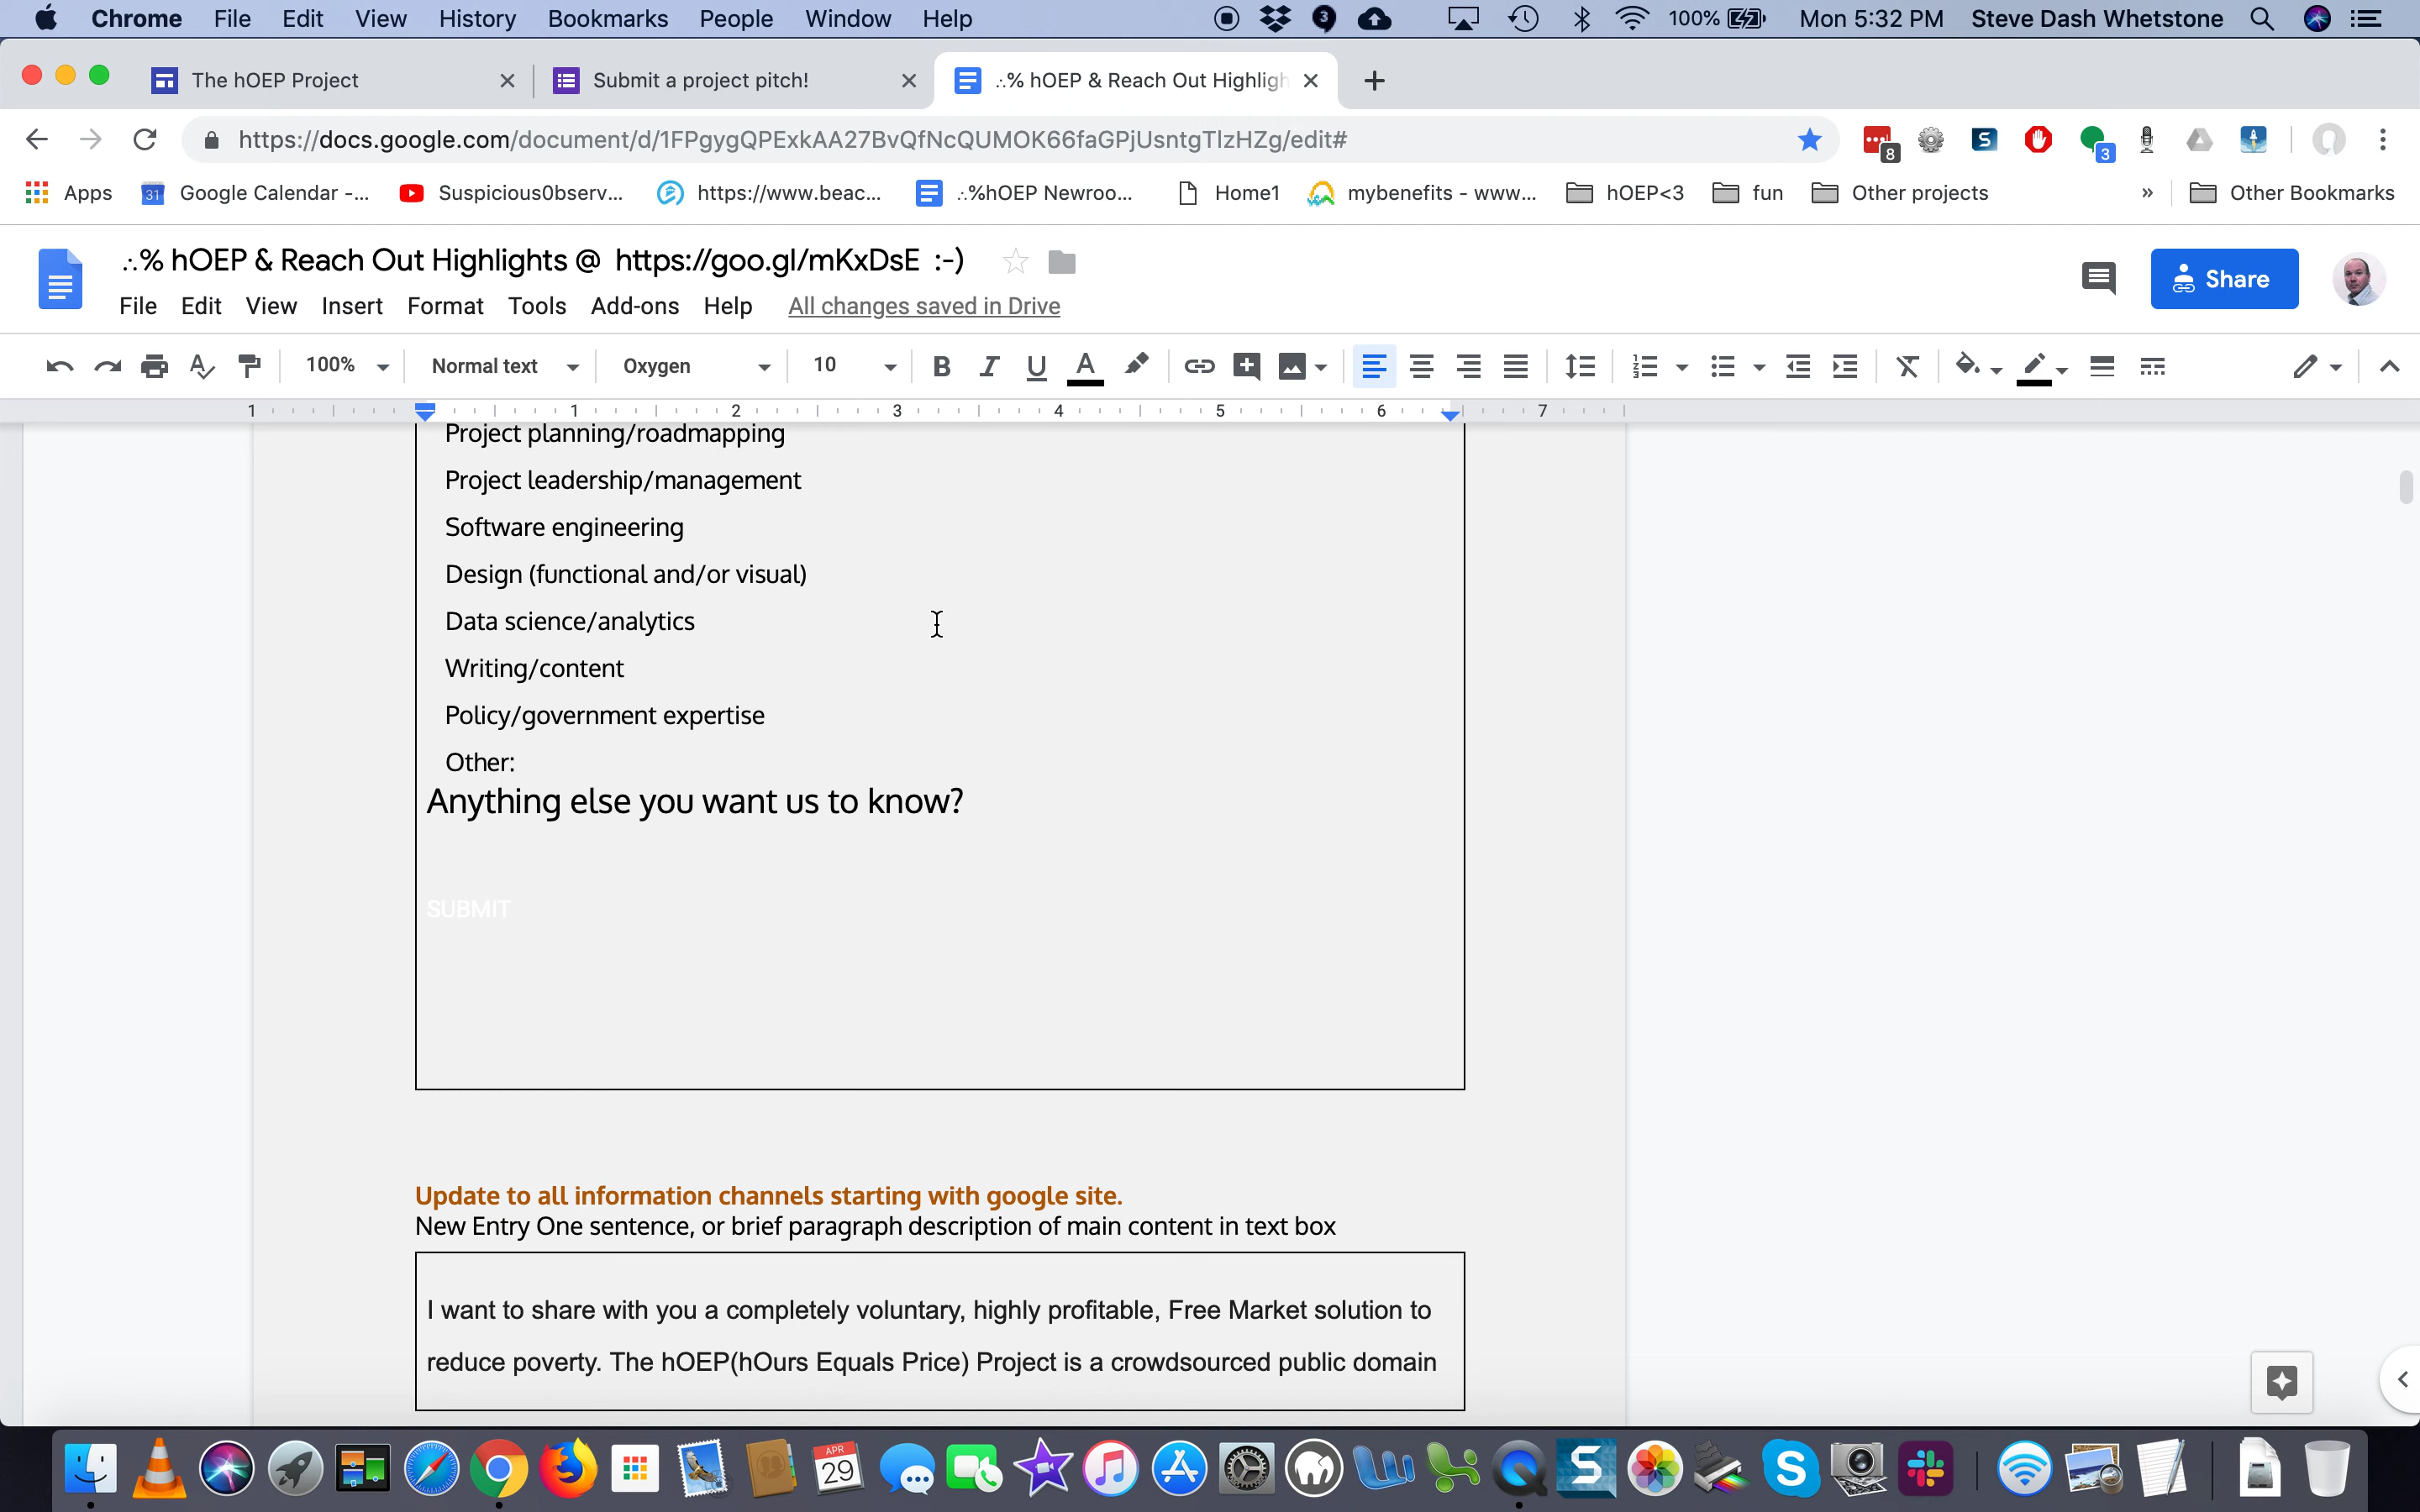 Chrome File Edit View History Bookmarks People Window Help 3 100% Mon 5:32 PM Steve Dash Whetstone
The hOEP Project Submit a project pitch! .:% hOEP & Reach Out Highligh
https://docs.google.com/document/d/1FPgygQPExkAA27BvQfNcQUMOK66faGPjUsntgTlzHZg/edit# 8 S 3
Apps 31 Google Calendar -... Suspicious0bserv... https://www.beac... .:%hOEP Newroo... Home1 mybenefits - www... hOEP<3 fun Other projects » Other Bookmarks
.:% hOEP & Reach Out Highlights @ https://goo.gl/mKxDsE :-)
Share
File Edit View Insert Format Tools Add-ons Help All changes saved in Drive
100% Normal text Oxygen 10 B I U A
1 1 2 3 4 5 6 7
Project planning/roadmapping
Project leadership/management
Software engineering
Design (functional and/or visual)
Data science/analytics
Writing/content
Policy/government expertise
Other:
Anything else you want us to know?
SUBMIT
Update to all information channels starting with google site.
New Entry One sentence, or brief paragraph description of main content in text box
I want to share with you a completely voluntary, highly profitable, Free Market solution to
reduce poverty. The hOEP(hOurs Equals Price) Project is a crowdsourced public domain
APR
29
S
S